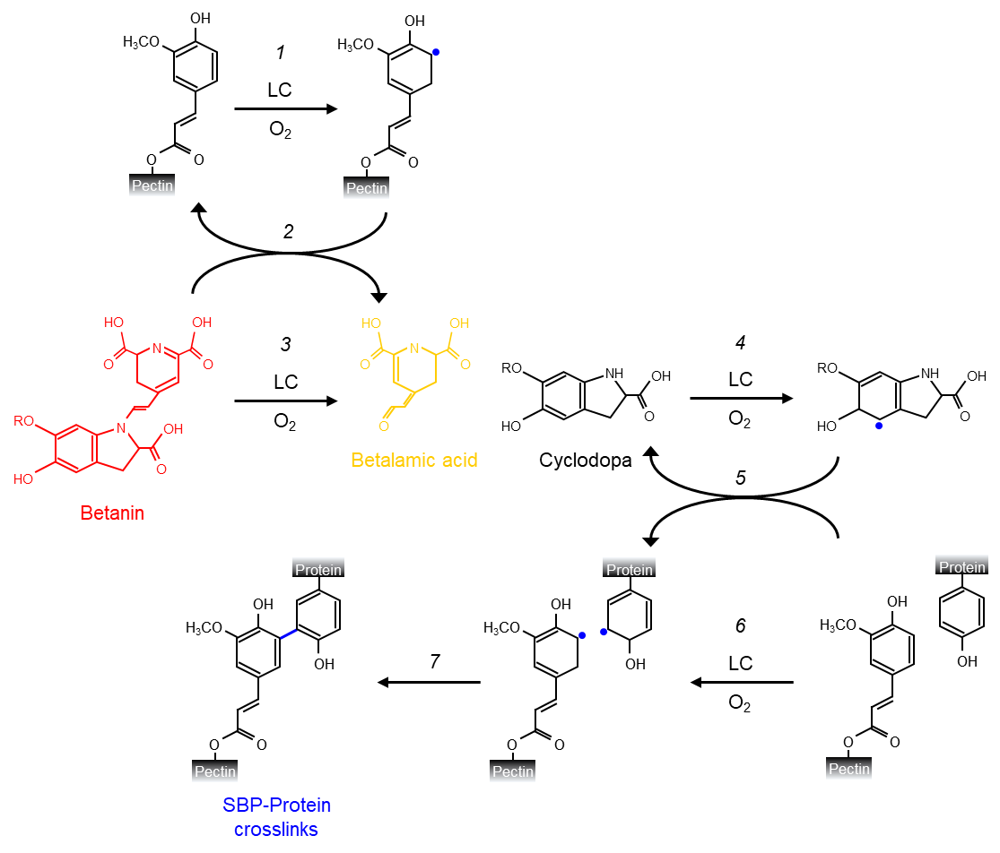 OH
H₃CO
1
LC
O₂
O
O
Pectin
OH
H₃CO
O
O
Pectin
2
HO
OH
N
O
O
RO
N
OH
O
HO
Betanin
3
LC
O₂
HO
OH
N
O
O
O
Betalamic acid
RO
NH
OH
HO
O
Cyclodopa
4
LC
O₂
RO
NH
OH
HO
O
5
Protein
OH
H₃CO
OH
O
O
Pectin
SBP-Protein
crosslinks
7
Protein
OH
H₃CO
OH
O
O
Pectin
6
LC
O₂
Protein
OH
H₃CO
OH
O
O
Pectin